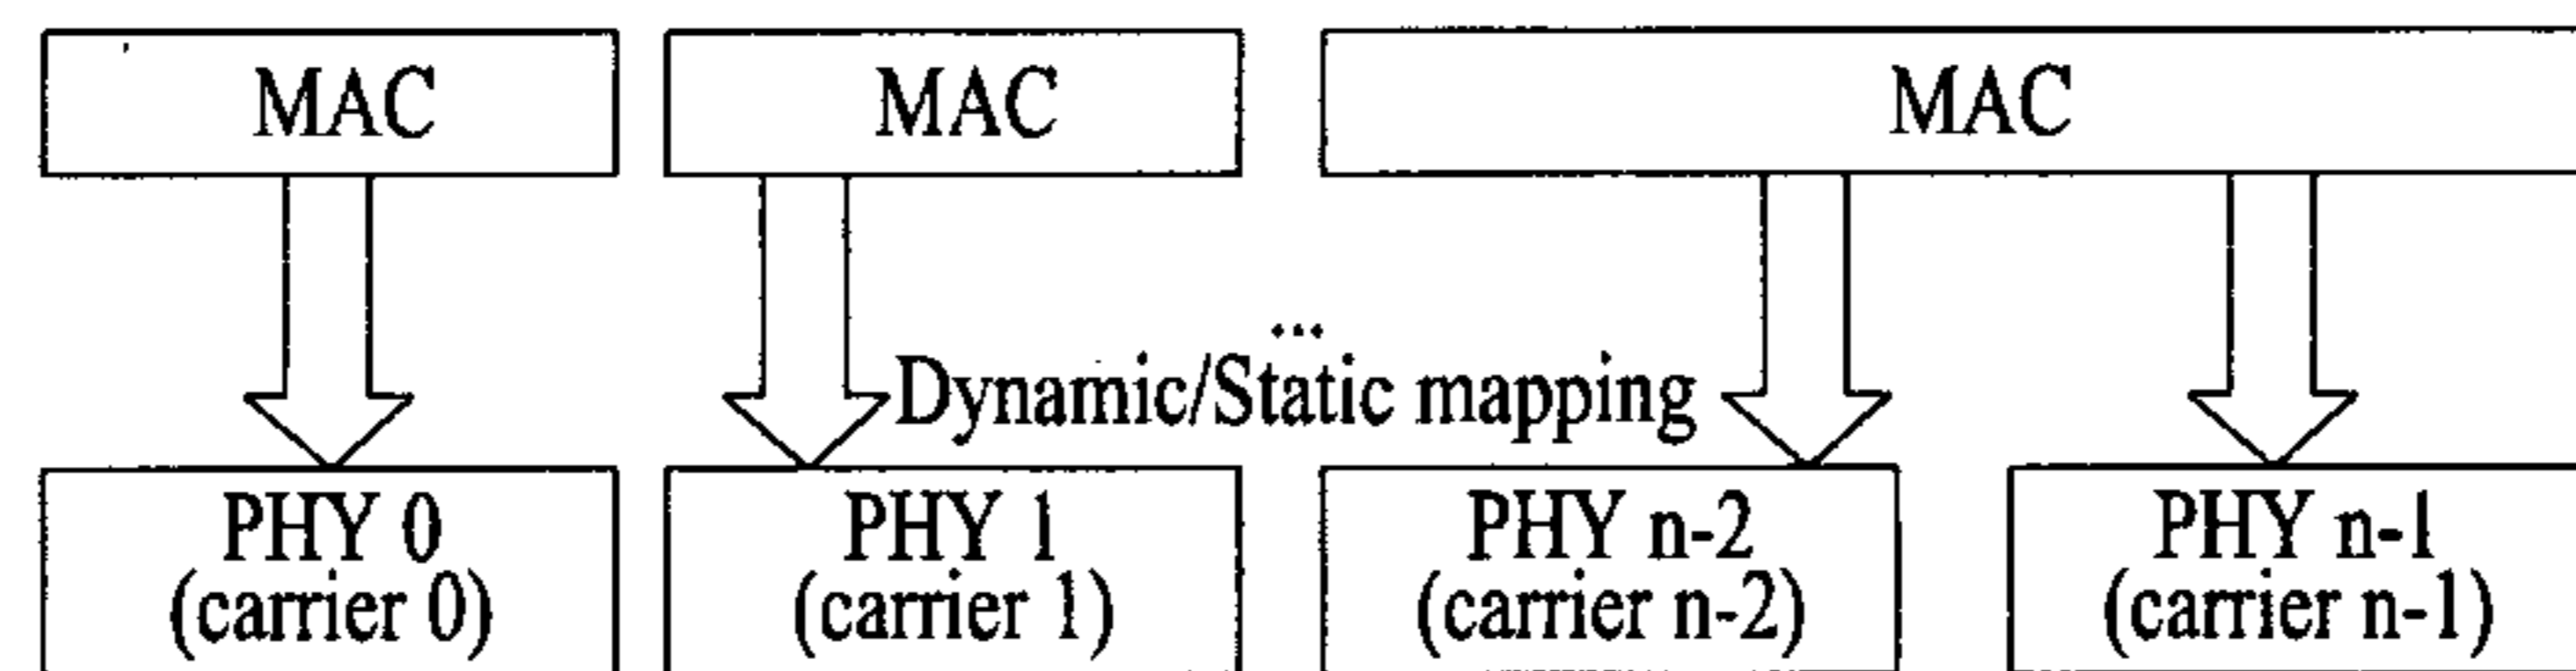 MAC MAC MAC
...
Dynamic/Static mapping
PHY 0 PHY 1 PHY n-2 PHY n-1
(carrier 0) (carrier 1) (carrier n-2) (carrier n-1)